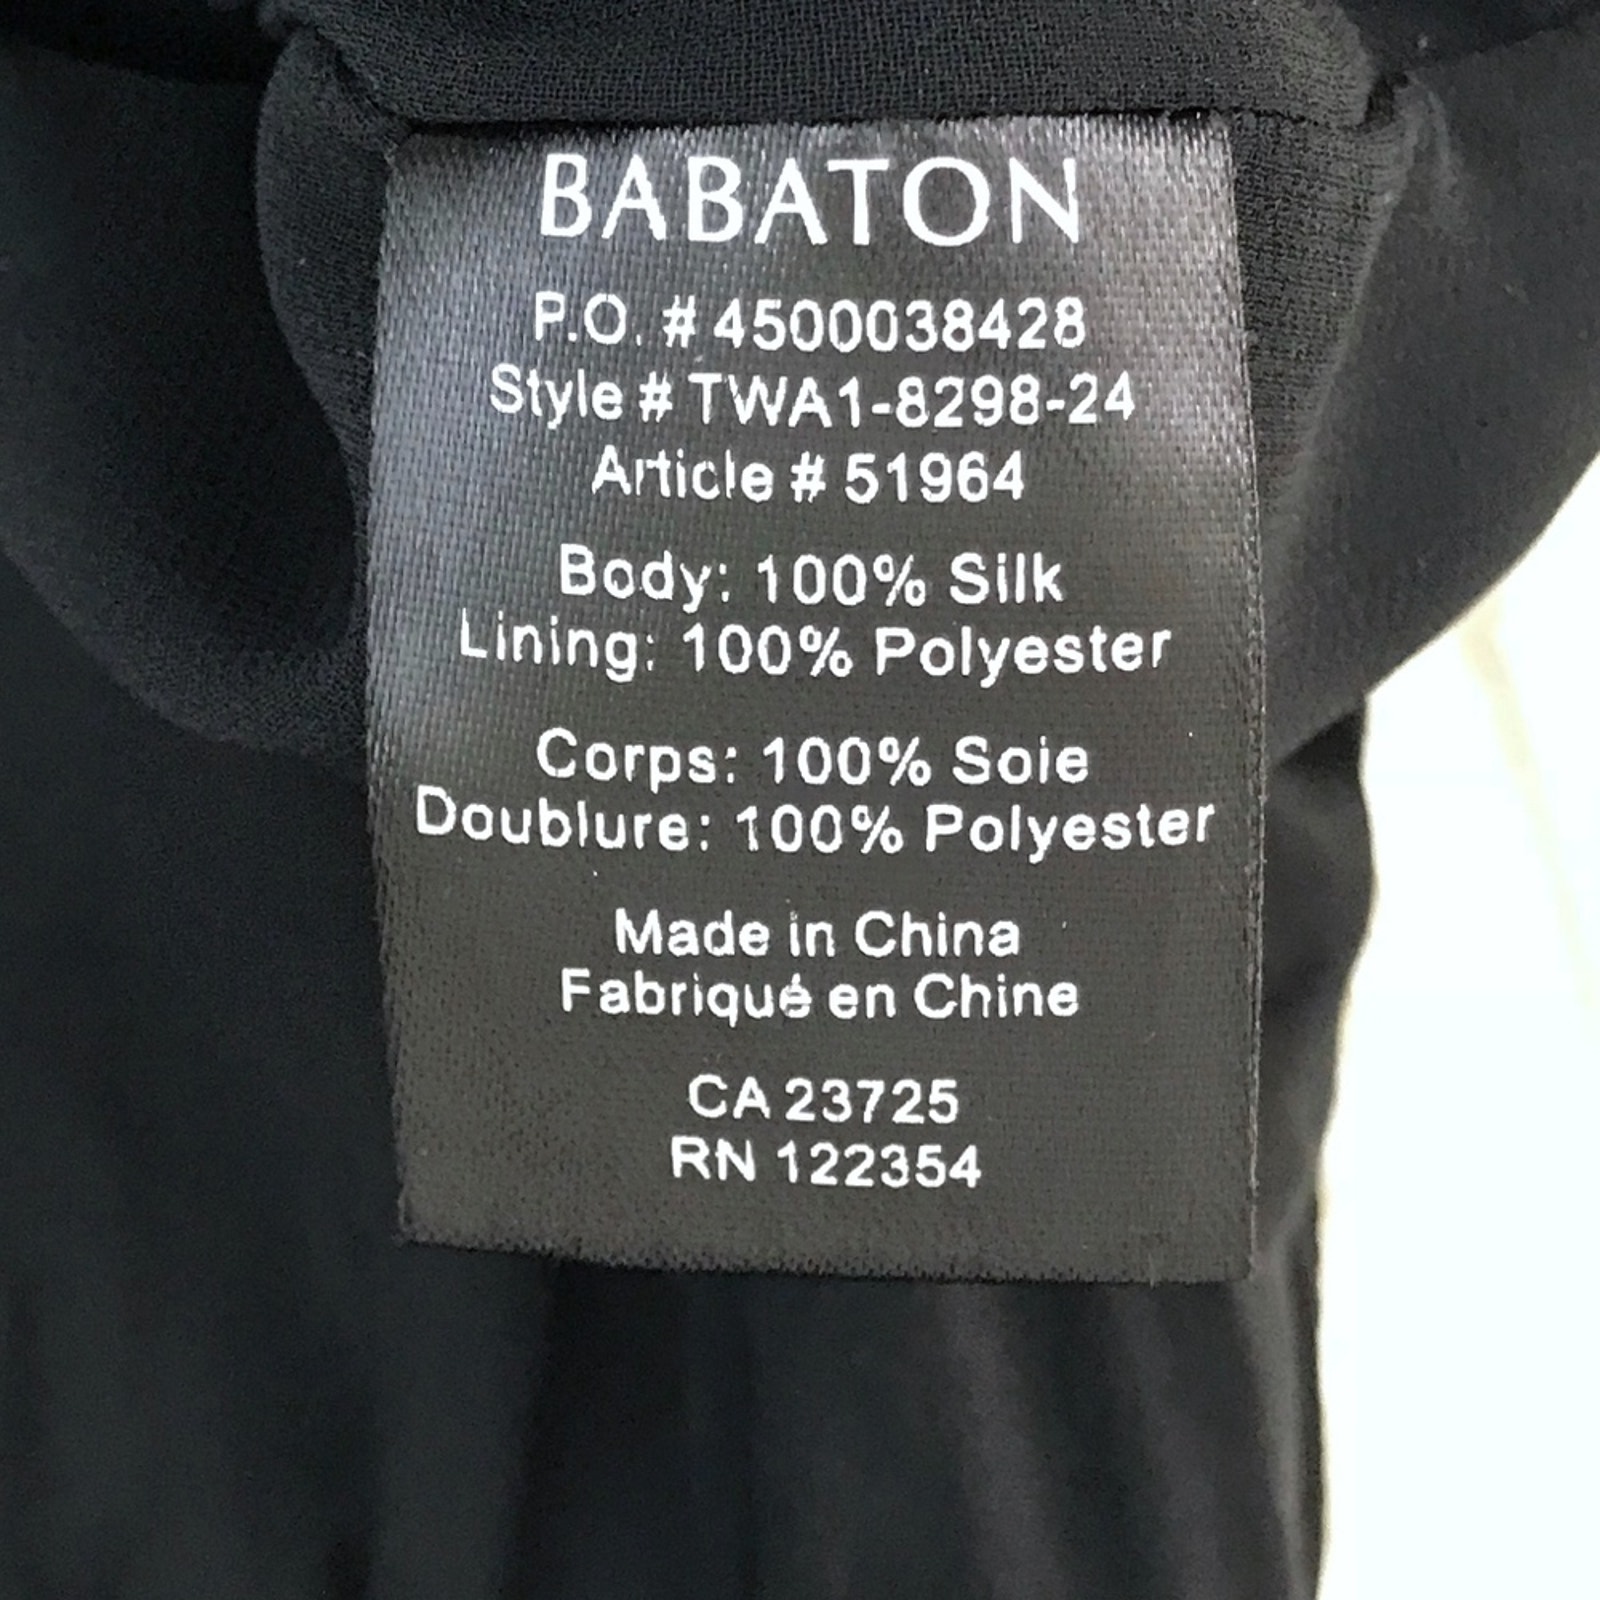 BABATON
P.O. # 4500038428
Style # TWA1-8298-24
Article # 51964
Body: 100% Silk
Lining: 100% Polyester
Corps: 100% Soie
Doublure: 100% Polyester
Made in China
Fabriqué en Chine
CA 23725
RN 122354